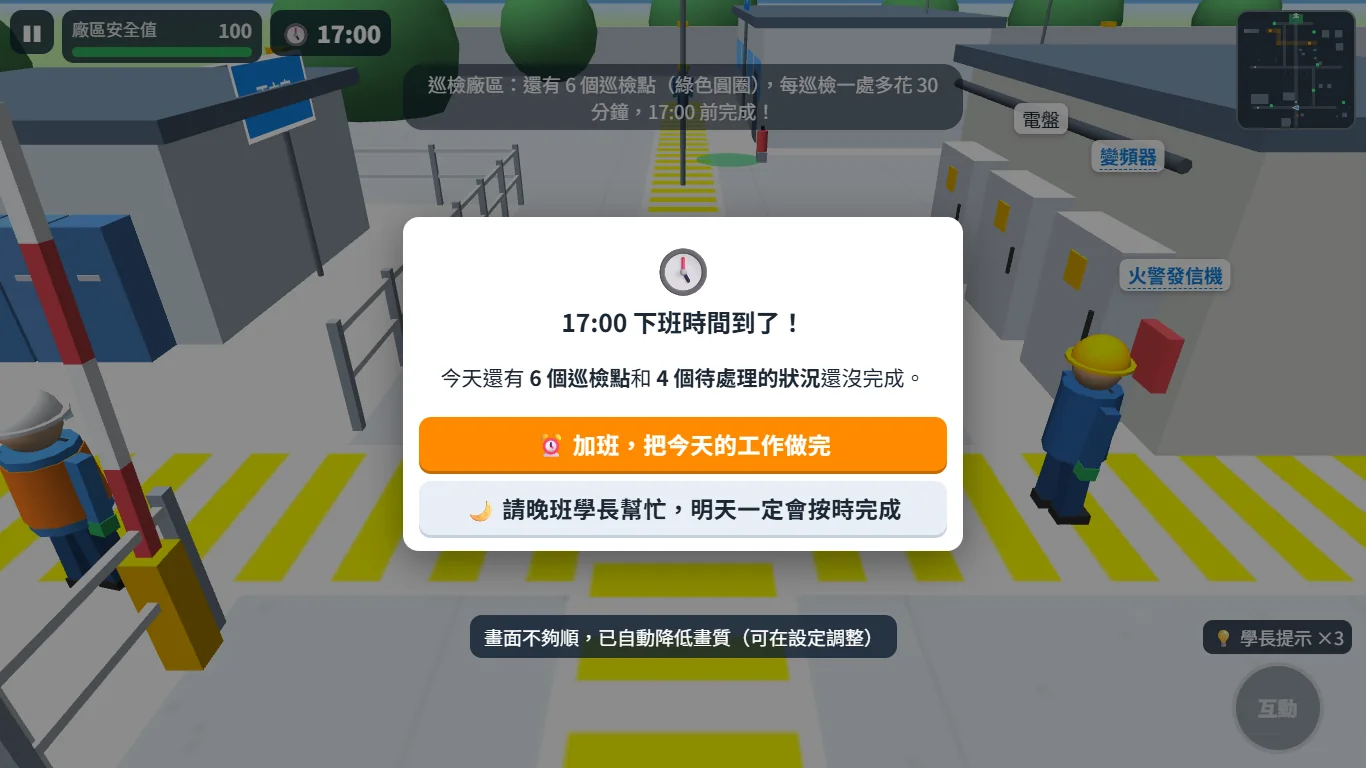 廠區安全值 100
17:00
巡檢廠區：還有 6 個巡檢點（綠色圓圈），每巡檢一處多花 30
分鐘，17:00 前完成！
電盤
變頻器
火警發信機
17:00 下班時間到了！
今天還有 6 個巡檢點和 4 個待處理的狀況還沒完成。
加班，把今天的工作做完
請晚班學長幫忙，明天一定會按時完成
畫面不夠順，已自動降低畫質（可在設定調整）
學長提示 ×3
互動